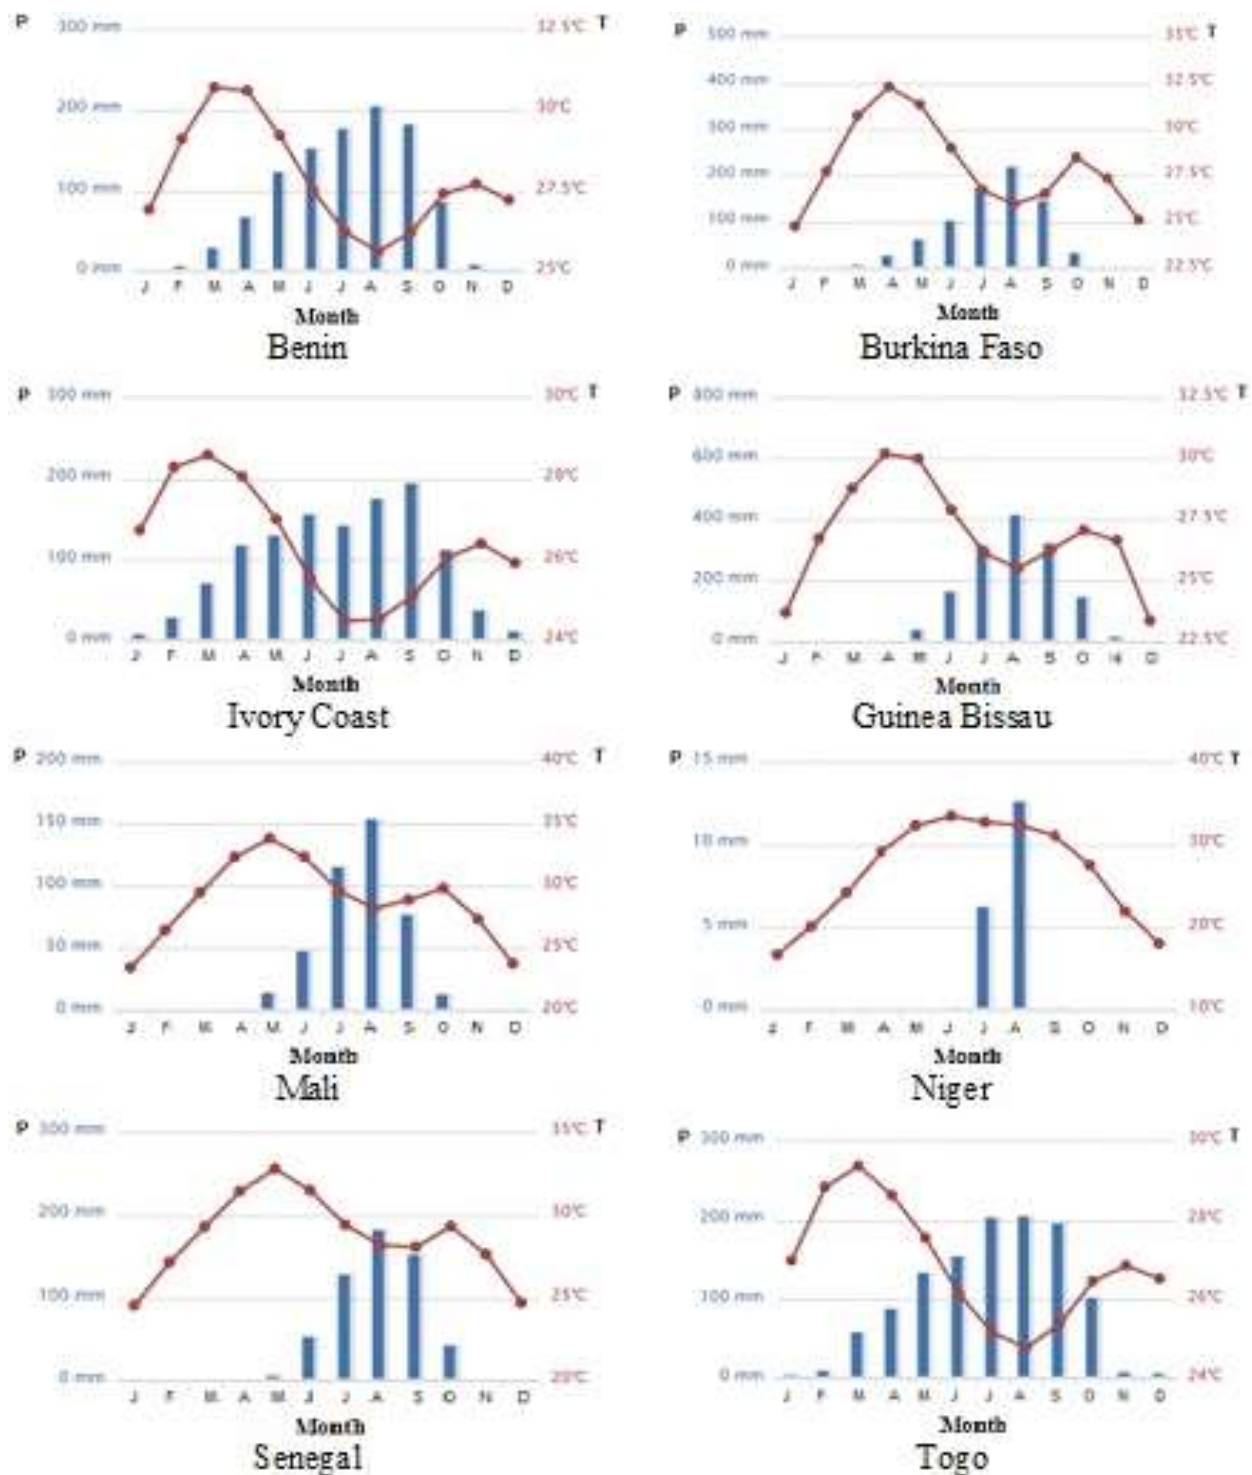 P 300 mm 32.5°C T
200 mm 30°C
100 mm 27.5°C
0 mm 25°C
J F M A M J J A S O N D
Month
Benin
P 500 mm 35°C T
400 mm 32.5°C
300 mm 30°C
200 mm 27.5°C
100 mm 25°C
0 mm 22.5°C
J F M A M J J A S O N D
Month
Burkina Faso
P 300 mm 30°C T
200 mm 28°C
100 mm 26°C
0 mm 24°C
J F M A M J J A S O N D
Month
Ivory Coast
P 800 mm 32.5°C T
600 mm 30°C
400 mm 27.5°C
200 mm 25°C
0 mm 22.5°C
J F M A M J J A S O N D
Month
Guinea Bissau
P 200 mm 40°C T
150 mm 35°C
100 mm 30°C
50 mm 25°C
0 mm 20°C
J F M A M J J A S O N D
Month
Mali
P 15 mm 40°C T
10 mm 30°C
5 mm 20°C
0 mm 10°C
J F M A M J J A S O N D
Month
Niger
P 300 mm 35°C T
200 mm 30°C
100 mm 25°C
0 mm 20°C
J F M A M J J A S O N D
Month
Senegal
P 300 mm 30°C T
200 mm 28°C
100 mm 26°C
0 mm 24°C
J F M A M J J A S O N D
Month
Togo